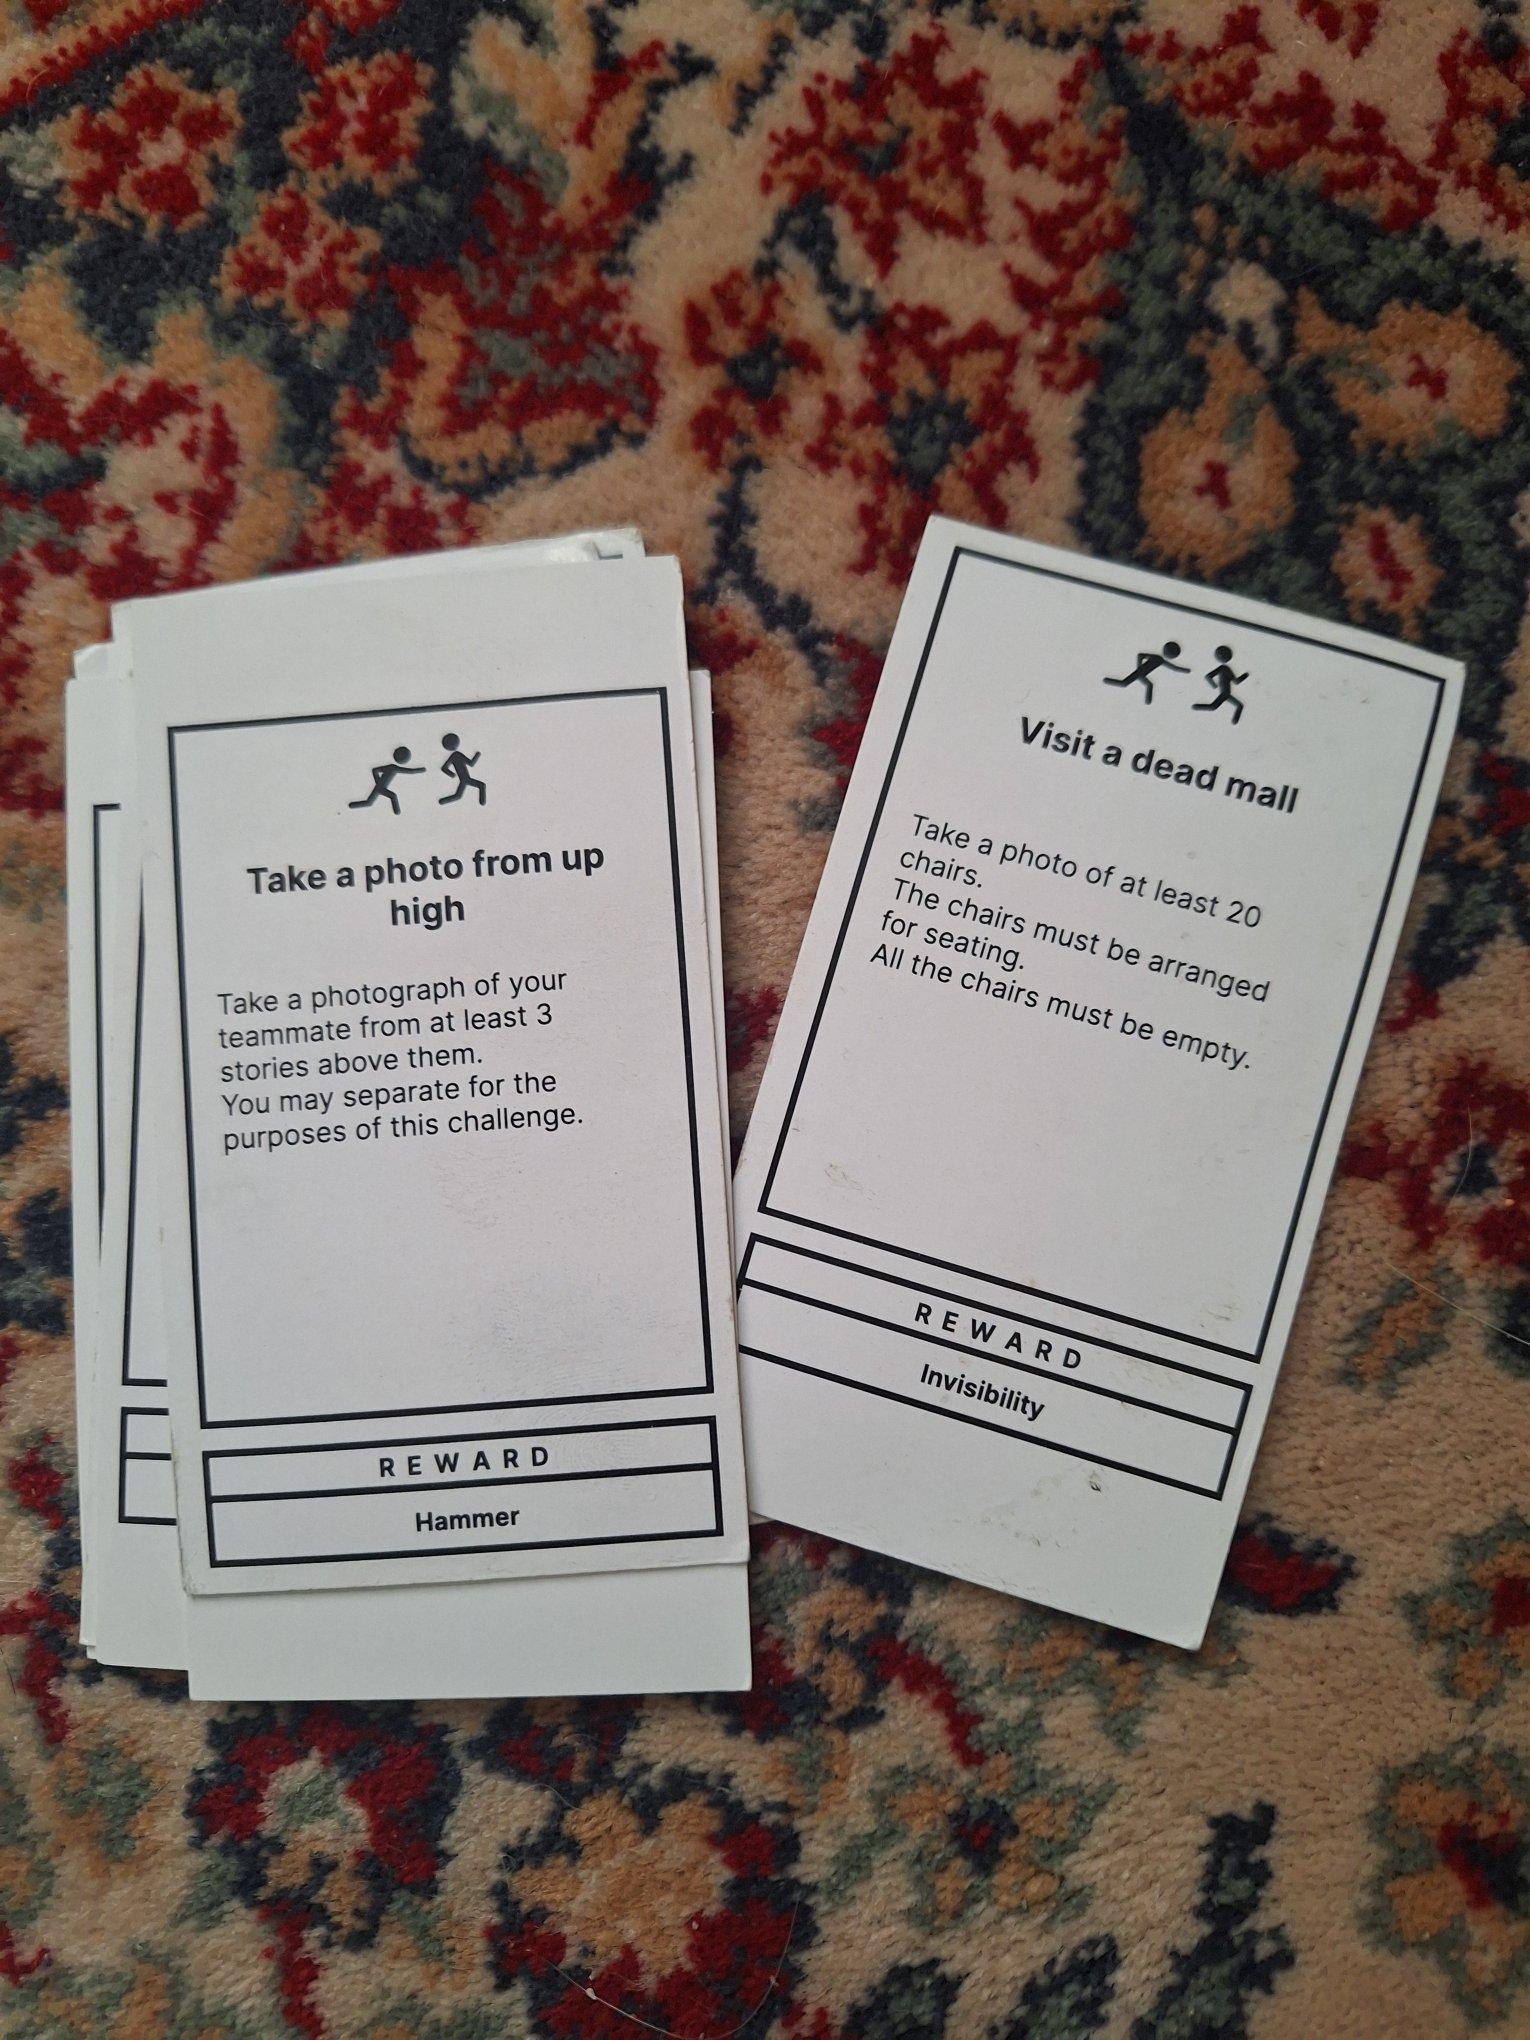 Take a photo from up
high
Take a photograph of your
teammate from at least 3
stories above them.
You may separate for the
purposes of this challenge.
REWARD
Hammer
Visit a dead mall
Take a photo of at least 20
chairs.
The chairs must be arranged
for seating.
All the chairs must be empty.
REWARD
Invisibility